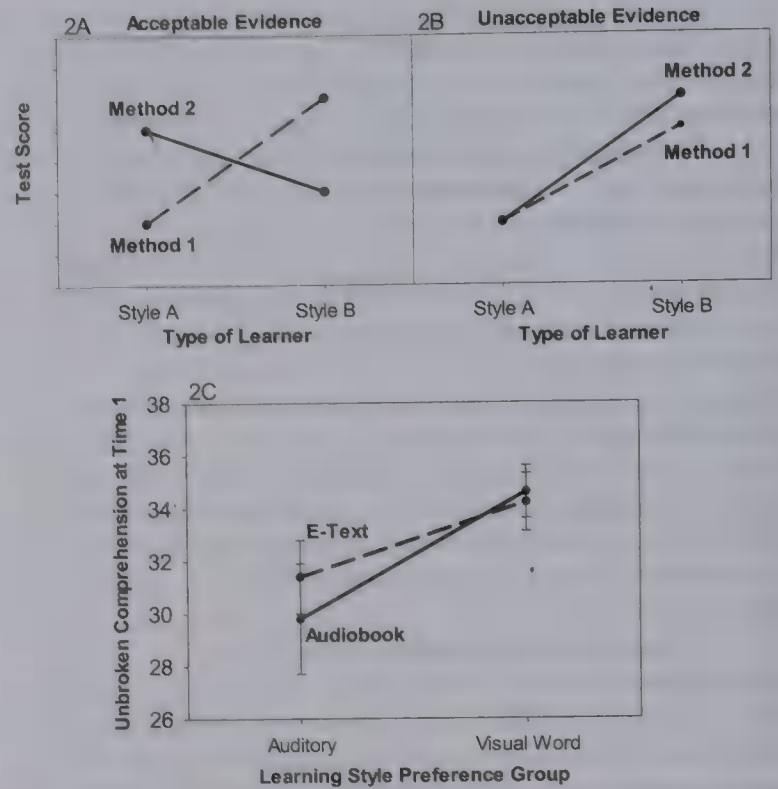 2A Acceptable Evidence
2B Unacceptable Evidence
Test Score
Method 2
Method 1
Method 2
Method 1
Style A Style B
Style A Style B
Type of Learner
Type of Learner
2C
Unbroken Comprehension at Time 1
38
36
34
32
30
28
26
E-Text
Audiobook
Auditory Visual Word
Learning Style Preference Group